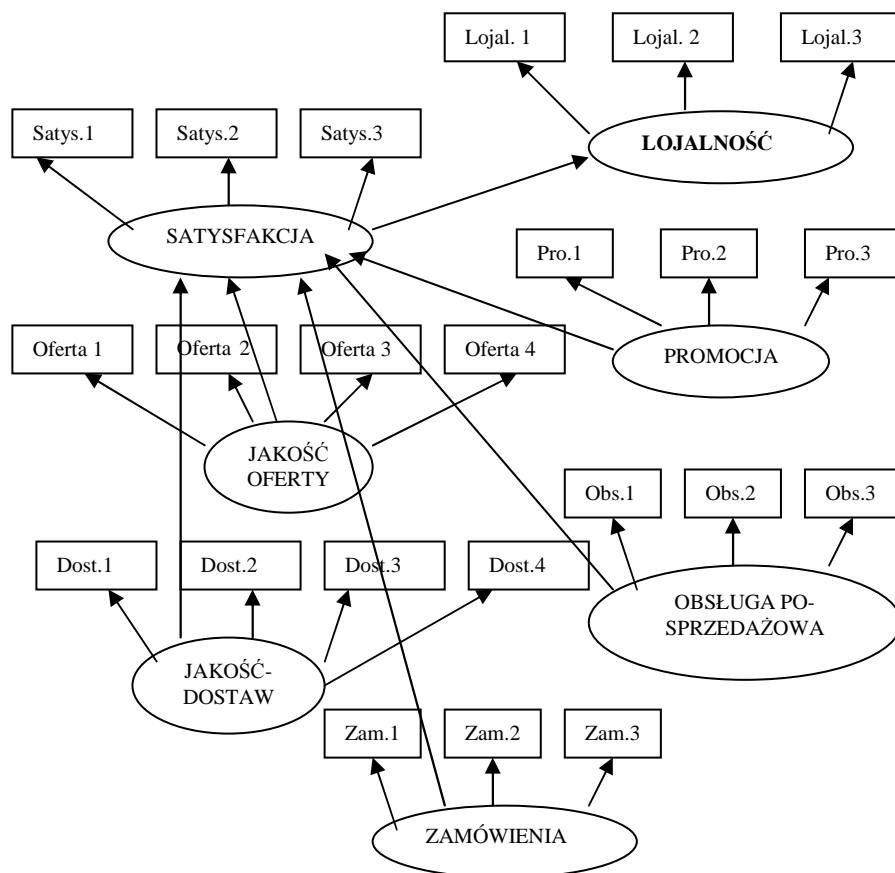 Lojal. 1
Lojal. 2
Lojal.3
Satys.1
Satys.2
Satys.3
LOJALNOŚĆ
SATYSFAKCJA
Pro.1
Pro.2
Pro.3
Oferta 1
Oferta 2
Oferta 3
Oferta 4
PROMOCJA
JAKOŚĆ
OFERTY
Obs.1
Obs.2
Obs.3
Dost.1
Dost.2
Dost.3
Dost.4
OBSŁUGA PO-
SPRZEDAŻOWA
JAKOŚĆ-
DOSTAW
Zam.1
Zam.2
Zam.3
ZAMÓWIENIA